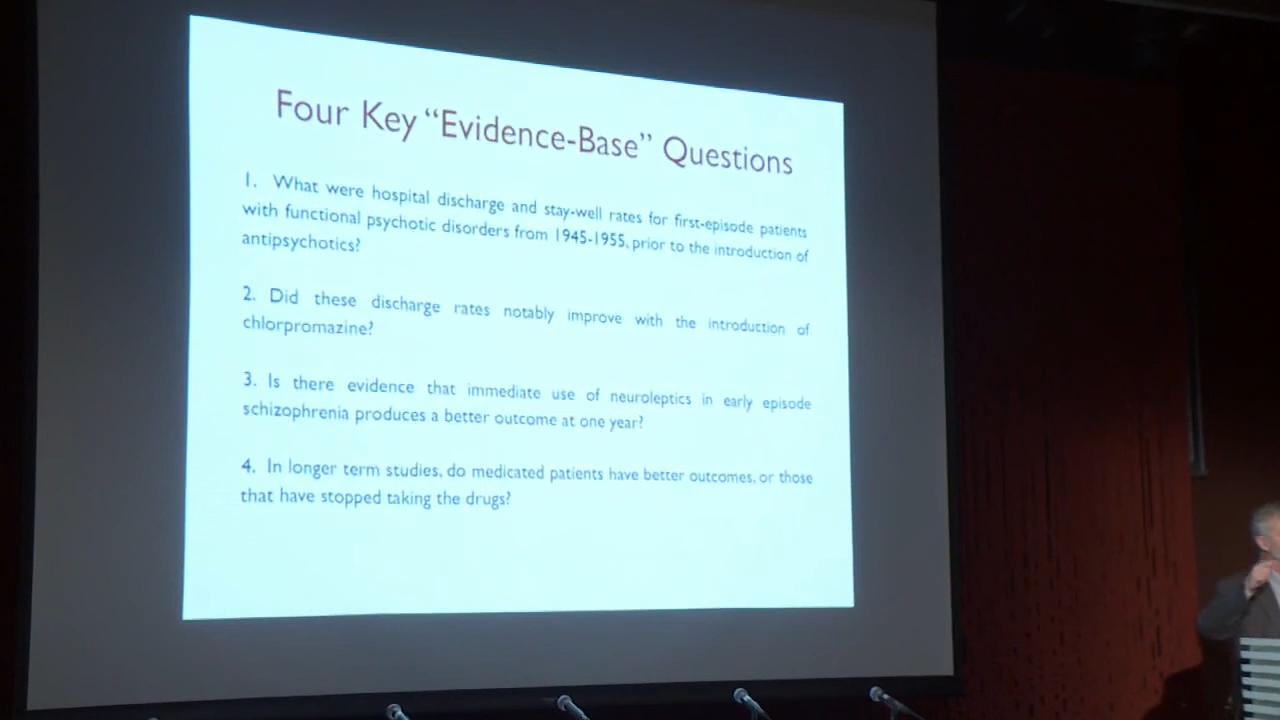 Four Key “Evidence-Base” Questions
1. What were hospital discharge and stay-well rates for first-episode patients
with functional psychotic disorders from 1945-1955, prior to the introduction of
antipsychotics?
2. Did these discharge rates notably improve with the introduction of
chlorpromazine?
3. Is there evidence that immediate use of neuroleptics in early episode
schizophrenia produces a better outcome at one year?
4. In longer term studies, do medicated patients have better outcomes, or those
that have stopped taking the drugs?